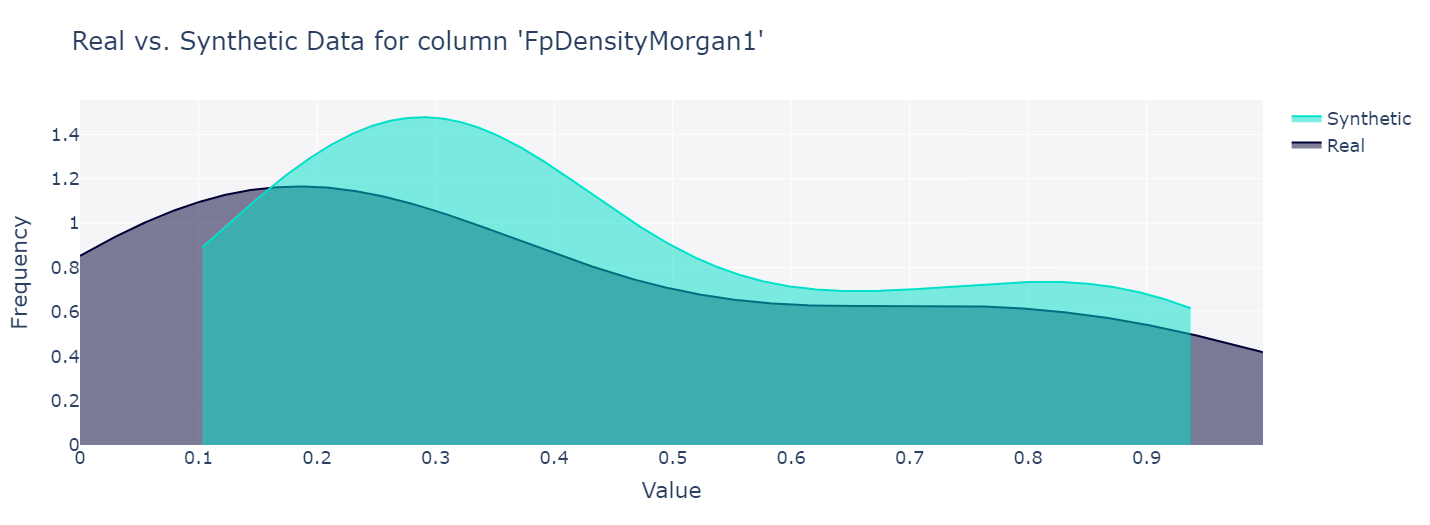 Real vs. Synthetic Data for column 'FpDensityMorgan1'
Synthetic
Real
1.4
1.2
1
0.8
0.6
0.4
0.2
0
Frequency
0 0.1 0.2 0.3 0.4 0.5 0.6 0.7 0.8 0.9
Value